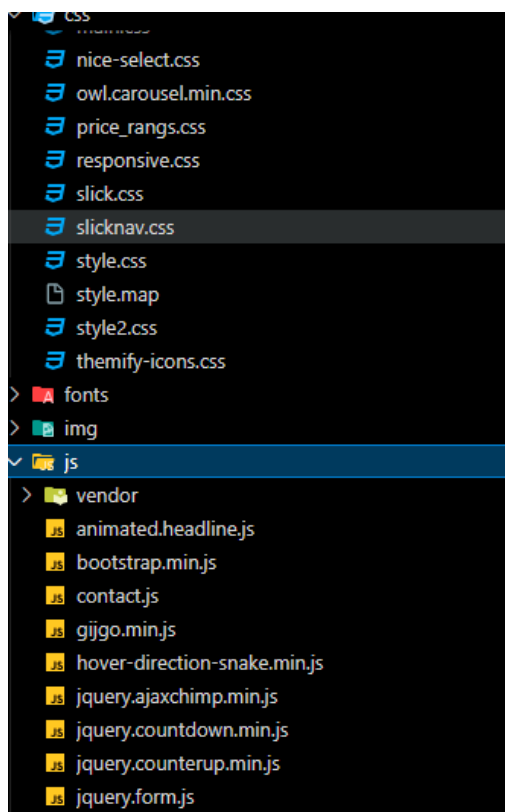 css
nice-select.css
owl.carousel.min.css
price_rangs.css
responsive.css
slick.css
slicknav.css
style.css
style.map
style2.css
themify-icons.css
fonts
img
js
vendor
animated.headline.js
bootstrap.min.js
contact.js
gijgo.min.js
hover-direction-snake.min.js
jquery.ajaxchimp.min.js
jquery.countdown.min.js
jquery.counterup.min.js
jquery.form.js